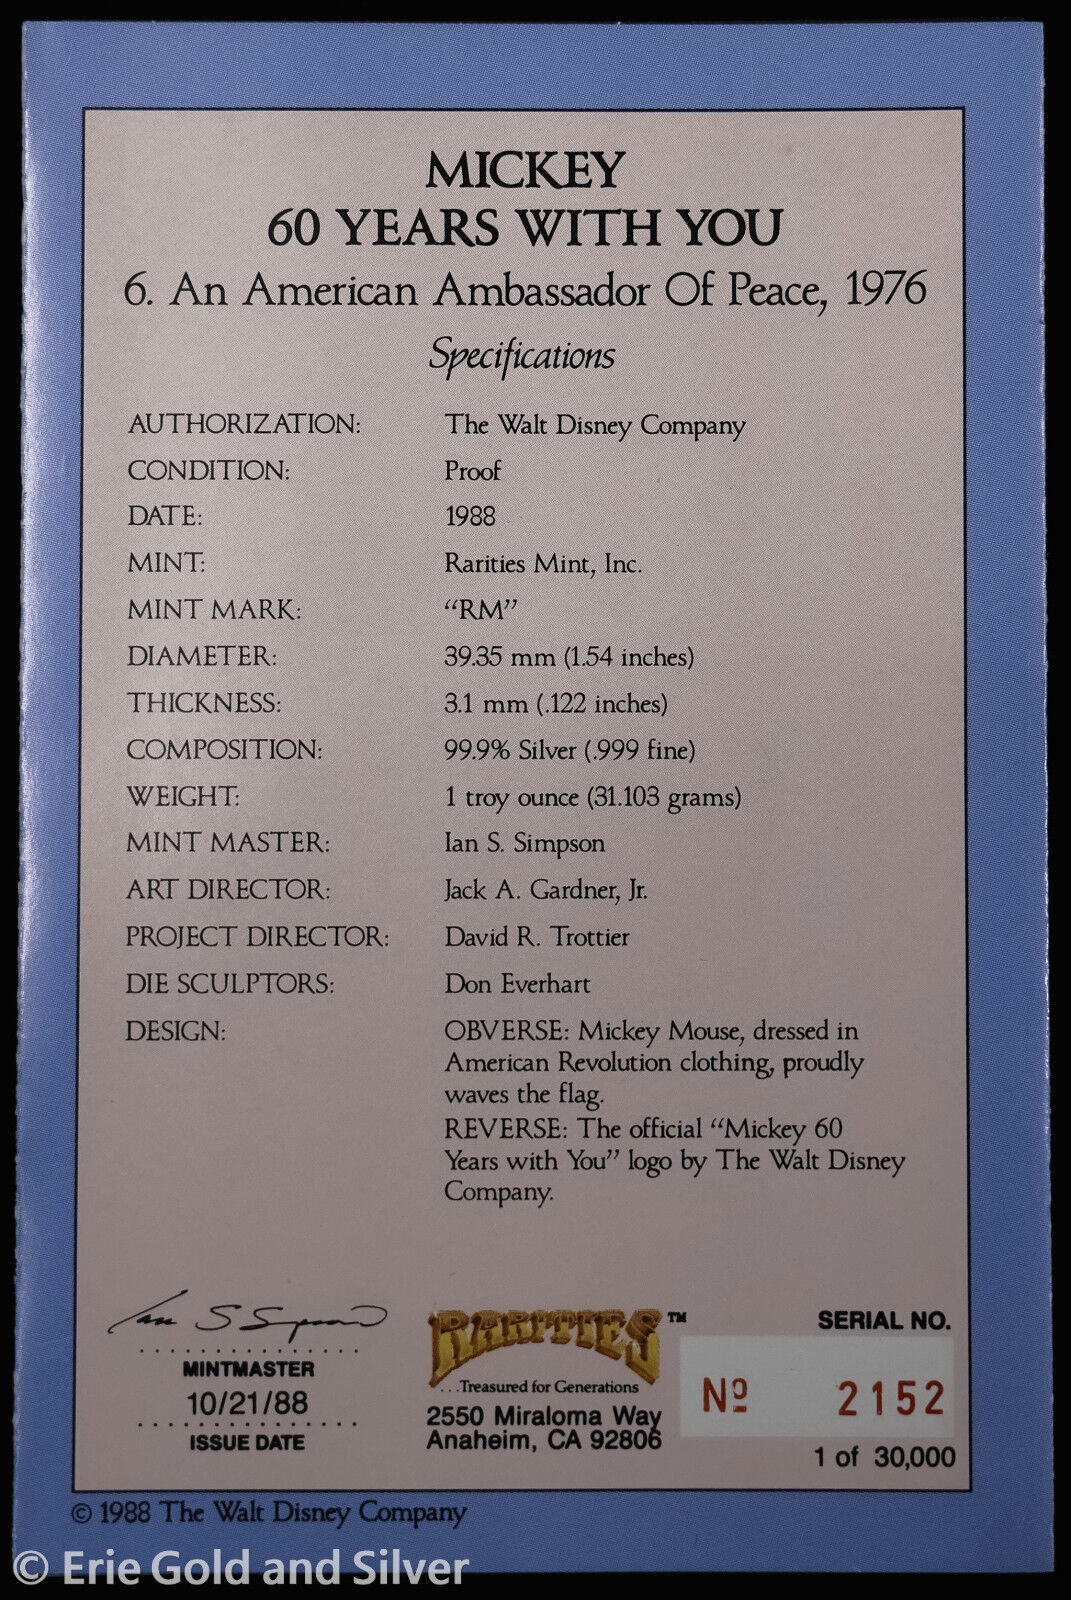 MICKEY
60 YEARS WITH YOU
6. An American Ambassador Of Peace, 1976
Specifications
AUTHORIZATION: The Walt Disney Company
CONDITION: Proof
DATE: 1988
MINT: Rarities Mint, Inc.
MINT MARK: “RM”
DIAMETER: 39.35 mm (1.54 inches)
THICKNESS: 3.1 mm (.122 inches)
COMPOSITION: 99.9% Silver (.999 fine)
WEIGHT: 1 troy ounce (31.103 grams)
MINT MASTER: Ian S. Simpson
ART DIRECTOR: Jack A. Gardner, Jr.
PROJECT DIRECTOR: David R. Trottier
DIE SCULPTORS: Don Everhart
DESIGN: OBVERSE: Mickey Mouse, dressed in
American Revolution clothing, proudly
waves the flag.
REVERSE: The official “Mickey 60
Years with You” logo by The Walt Disney
Company.
Ian S Simpson
MINTMASTER
10/21/88
ISSUE DATE
RARITIES™
...Treasured for Generations
2550 Miraloma Way
Anaheim, CA 92806
SERIAL NO.
Nº 2152
1 of 30,000
© 1988 The Walt Disney Company
© Erie Gold and Silver